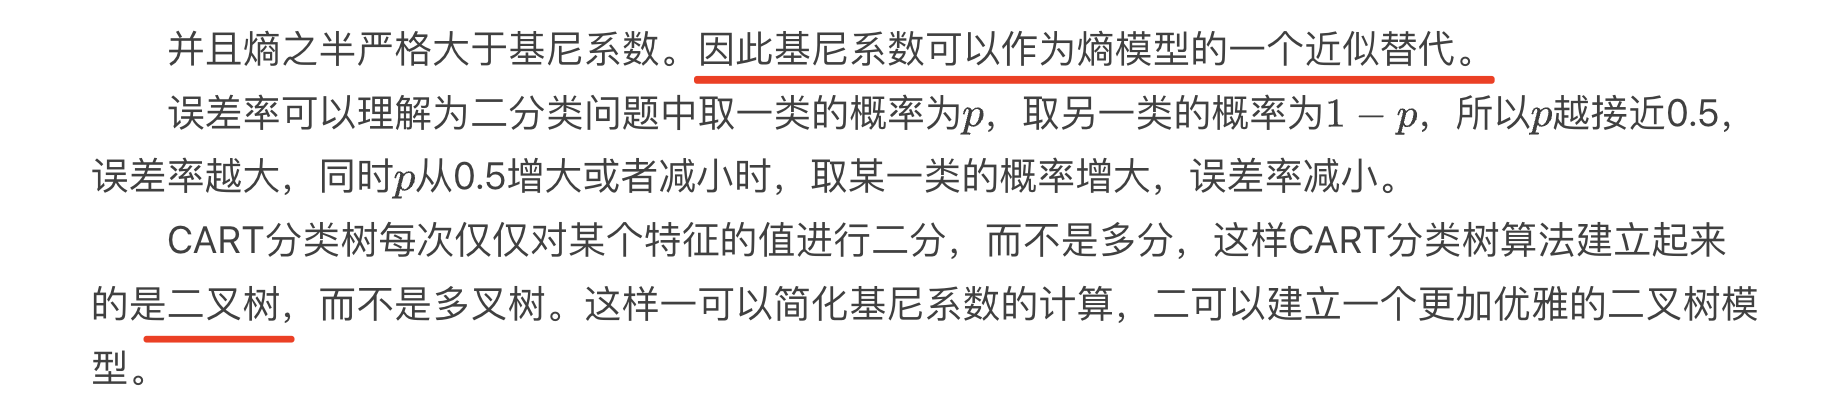 并且熵之半严格大于基尼系数。因此基尼系数可以作为熵模型的一个近似替代。
误差率可以理解为二分类问题中取一类的概率为p，取另一类的概率为1 − p，所以p越接近0.5，
误差率越大，同时p从0.5增大或者减小时，取某一类的概率增大，误差率减小。
CART分类树每次仅仅对某个特征的值进行二分，而不是多分，这样CART分类树算法建立起来
的是二叉树，而不是多叉树。这样一可以简化基尼系数的计算，二可以建立一个更加优雅的二叉树模
型。